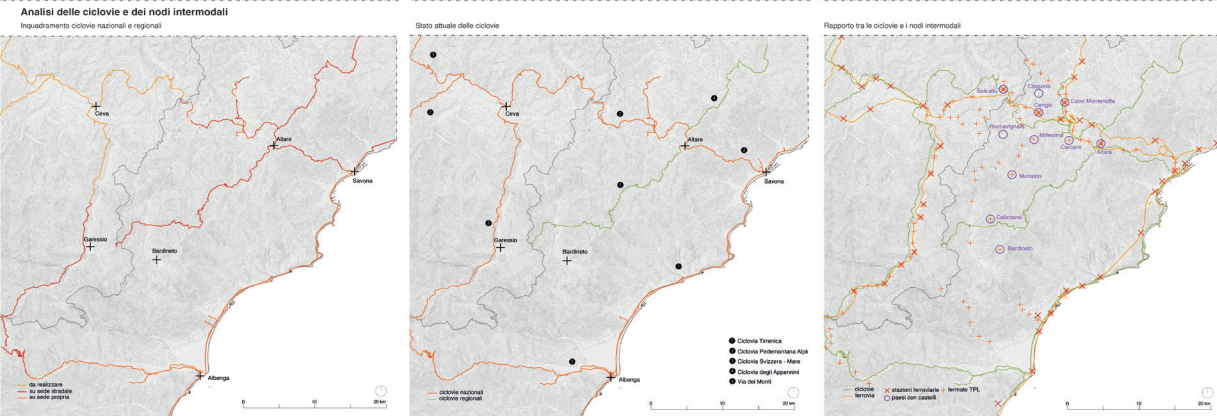 Analisi delle ciclovie e dei nodi intermodali
Inquadramento ciclovie nazionali e regionali
Ceva
Altare
Savona
Garessio
Bardineto
Albenga
da realizzare
su sede stradale
su sede propria
0
10
20 km
Stato attuale delle ciclovie
Ceva
Altare
Savona
Garessio
Bardineto
Albenga
Ciclovia Tirrenica
Ciclovia Pedemontana Alpi
Ciclovia Svizzera - Mare
Ciclovia degli Appennini
Via dei Monti
ciclovie nazionali
ciclovie regionali
0
10
20 km
Rapporto tra le ciclovie e i nodi intermodali
Saliceto
Cosseria
Cengio
Cairo Montenotte
Roccavignale
Millesimo
Carcare
Altare
Murialdo
Calizzano
Bardineto
ciclovie
stazioni ferroviarie
fermate TPL
ferrovia
paesi con castelli
0
10
20 km